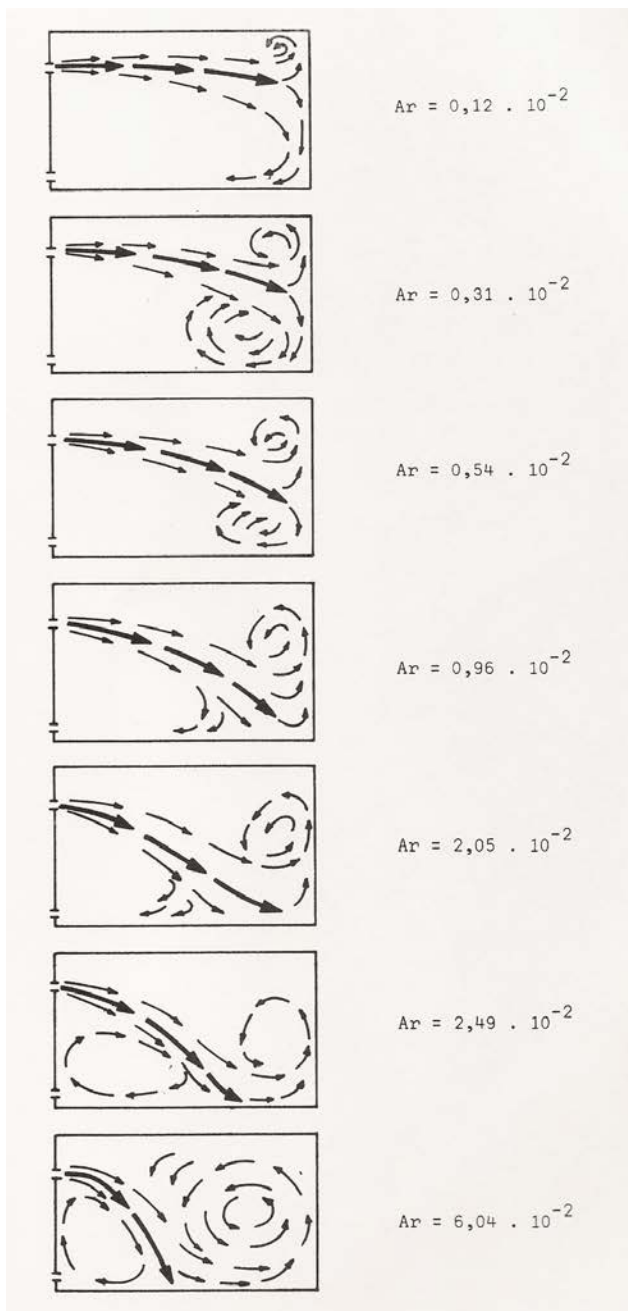 Ar = 0,12 . 10-2
Ar = 0,31 . 10-2
Ar = 0,54 . 10-2
Ar = 0,96 . 10-2
Ar = 2,05 . 10-2
Ar = 2,49 . 10-2
Ar = 6,04 . 10-2